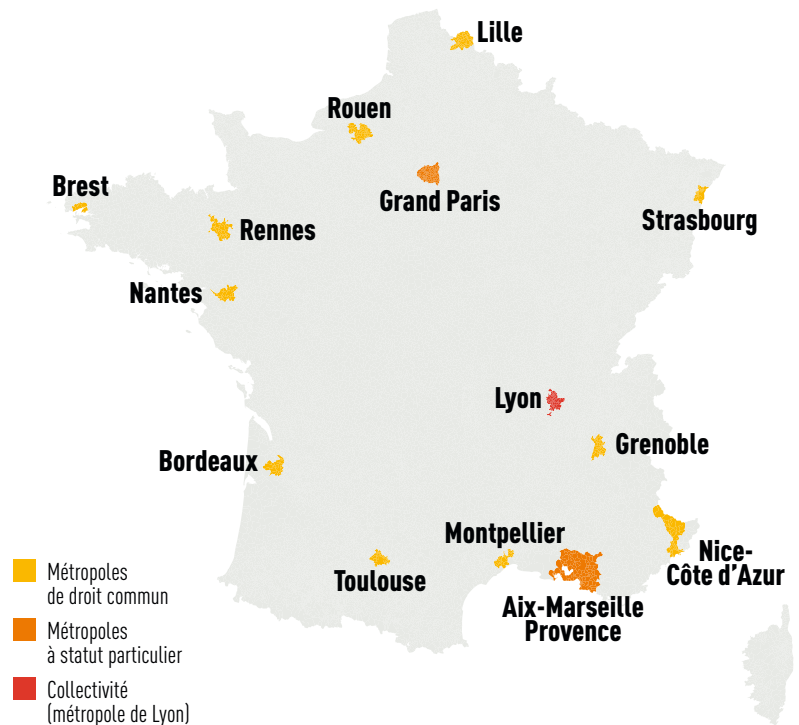 Lille
Rouen
Grand Paris
Brest
Strasbourg
Rennes
Nantes
Lyon
Grenoble
Bordeaux
Montpellier
Toulouse
Nice-
Côte d’Azur
Aix-Marseille
Provence
Métropoles
de droit commun
Métropoles
à statut particulier
Collectivité
(métropole de Lyon)